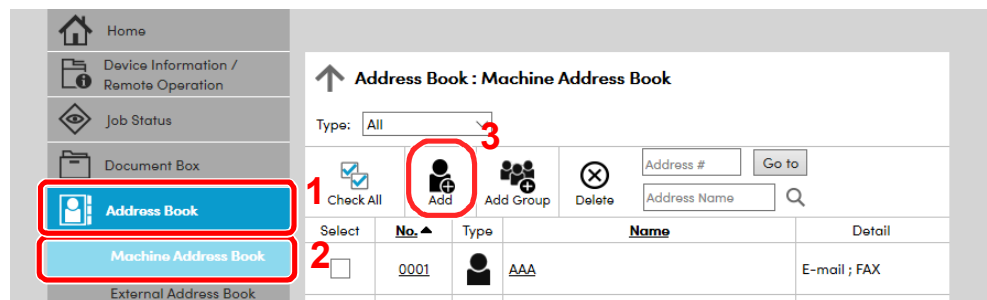 Home
Device Information /
Remote Operation
Job Status
Document Box
1
Address Book
2
Machine Address Book
External Address Book
Address Book : Machine Address Book
Type: All
3
Check All
Add
Add Group
Delete
Address #
Go to
Address Name
Select No. Type Name Detail
0001 AAA E-mail ; FAX